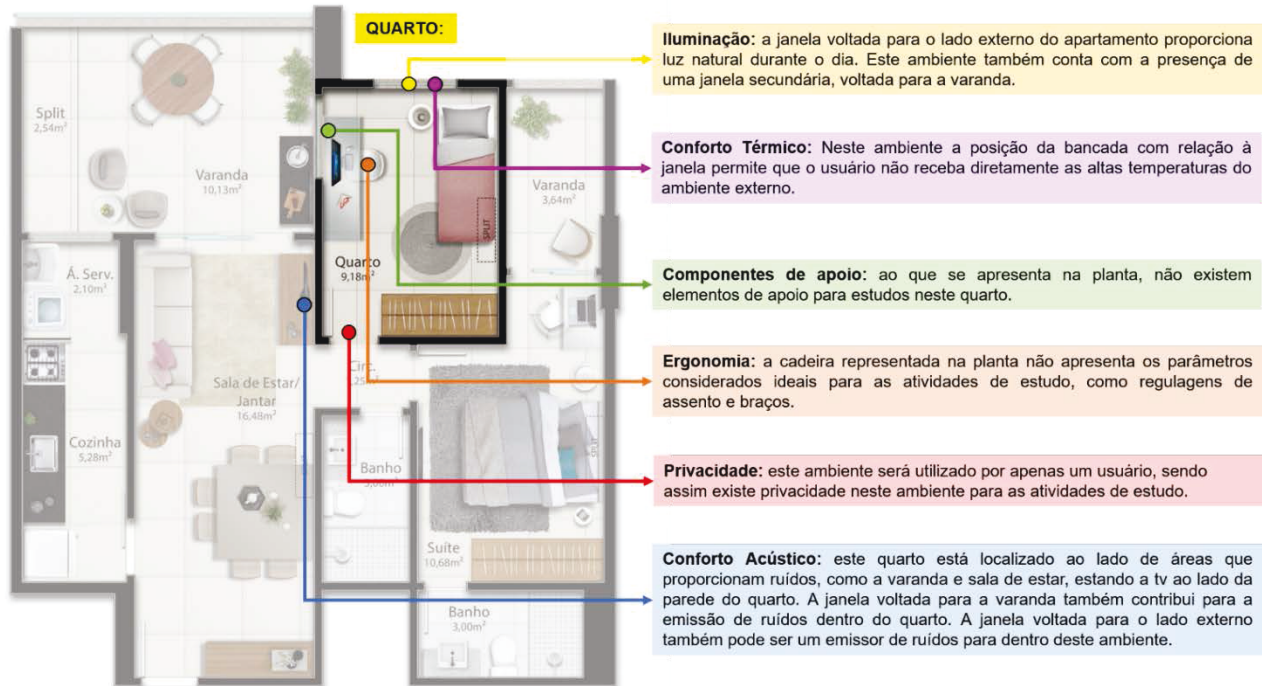 QUARTO:
Iluminação: a janela voltada para o lado externo do apartamento proporciona
luz natural durante o dia. Este ambiente também conta com a presença de
uma janela secundária, voltada para a varanda.
Conforto Térmico: Neste ambiente a posição da bancada com relação à
janela permite que o usuário não receba diretamente as altas temperaturas do
ambiente externo.
Componentes de apoio: ao que se apresenta na planta, não existem
elementos de apoio para estudos neste quarto.
Ergonomia: a cadeira representada na planta não apresenta os parâmetros
considerados ideais para as atividades de estudo, como regulagens de
assento e braços.
Privacidade: este ambiente será utilizado por apenas um usuário, sendo
assim existe privacidade neste ambiente para as atividades de estudo.
Conforto Acústico: este quarto está localizado ao lado de áreas que
proporcionam ruídos, como a varanda e sala de estar, estando a tv ao lado da
parede do quarto. A janela voltada para a varanda também contribui para a
emissão de ruídos dentro do quarto. A janela voltada para o lado externo
também pode ser um emissor de ruídos para dentro deste ambiente.
Split
2,54m²
Varanda
10,13m²
Varanda
3,64m²
SPLIT
Quarto
9,18m²
Á. Serv.
2,10m²
Circ.
Sala de Estar/
Jantar
16,48m²
Cozinha
5,28m²
Banho
SPLIT
Suíte
10,68m²
Banho
3,00m²